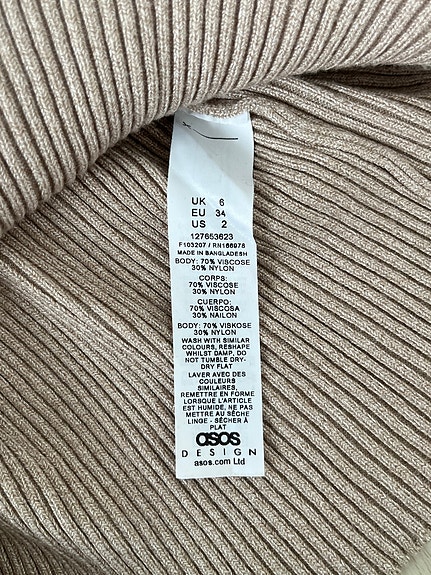 UK 6
EU 34
US 2
127653623
F103207 / RN166976
MADE IN BANGLADESH
BODY: 70% VISCOSE
30% NYLON
CORPS:
70% VISCOSE
30% NYLON
CUERPO:
70% VISCOSA
30% NAILON
BODY: 70% VISKOSE
30% NYLON
WASH WITH SIMILAR
COLOURS, RESHAPE
WHILST DAMP, DO
NOT TUMBLE DRY-
DRY FLAT
LAVER AVEC DES
COULEURS
SIMILAIRES,
REMETTRE EN FORME
LORSQUE L'ARTICLE
EST HUMIDE, NE PAS
METTRE AU SÈCHE
LINGE - SÉCHER À
PLAT
asos
DESIGN
asos.com Ltd